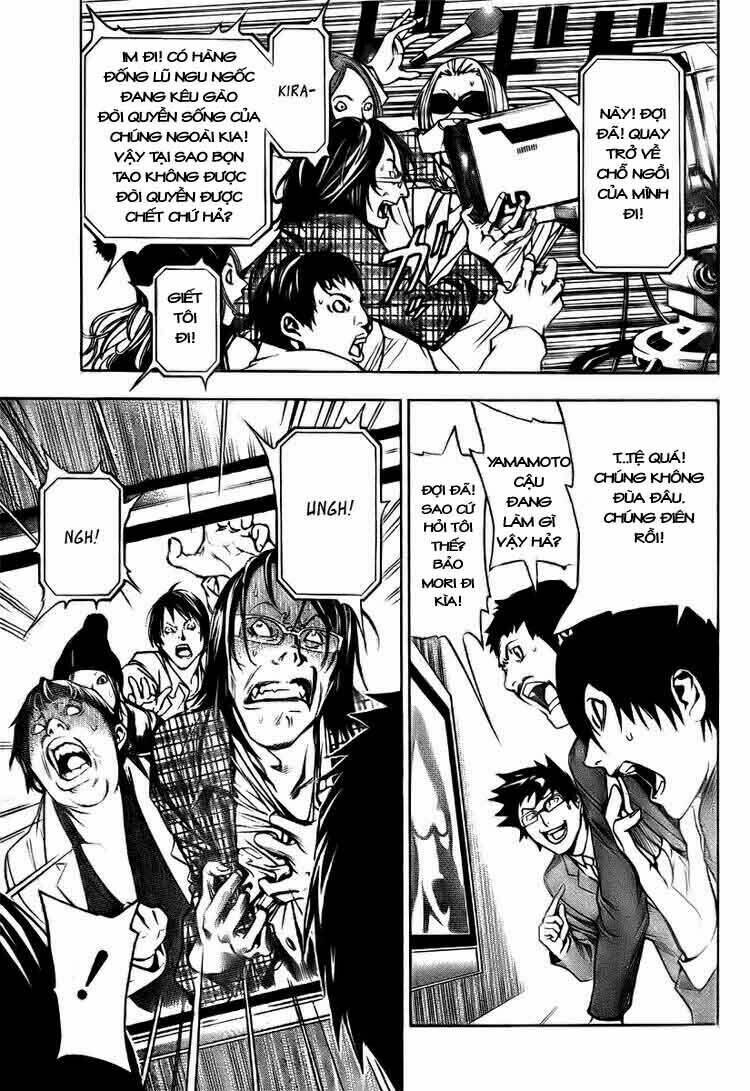 NÀY! ĐỢI
ĐÃ! QUAY
TRỞ VỀ
CHỖ NGỒI
CỦA MÌNH
ĐI!
KIRA-
IM ĐI! CÓ HÀNG
ĐỐNG LŨ NGU NGỐC
ĐANG KÊU GÀO
ĐÒI QUYỀN SỐNG CỦA
CHÚNG NGOÀI KIA!
VẬY TẠI SAO BỌN
TAO KHÔNG ĐƯỢC
ĐÒI QUYỀN ĐƯỢC
CHẾT CHỨ HẢ?
GIẾT
TÔI
ĐI!
T..TỆ QUÁ!
CHÚNG KHÔNG
ĐÙA ĐÂU.
CHÚNG ĐIÊN
RỒI!
YAMAMOTO
CẬU
ĐANG
LÀM GÌ
VẬY HẢ?
ĐỢI ĐÃ!
SAO CỨ
HỎI TÔI
THẾ?
BẢO
MORI ĐI
KÌA!
UNGH!
NGH!
!